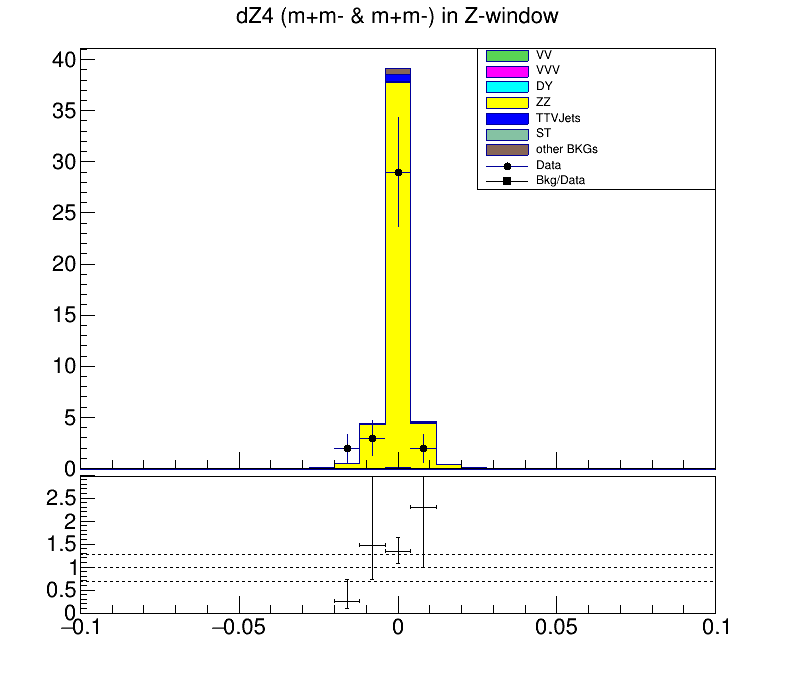 dZ4 (m+m- & m+m-) in Z-window
40
35
30
25
20
15
10
5
0
VV
VVV
DY
ZZ
TTVJets
ST
other BKGs
Data
Bkg/Data
2.5
2
1.5
1
0.5
0
−0.1
−0.05
0
0.05
0.1